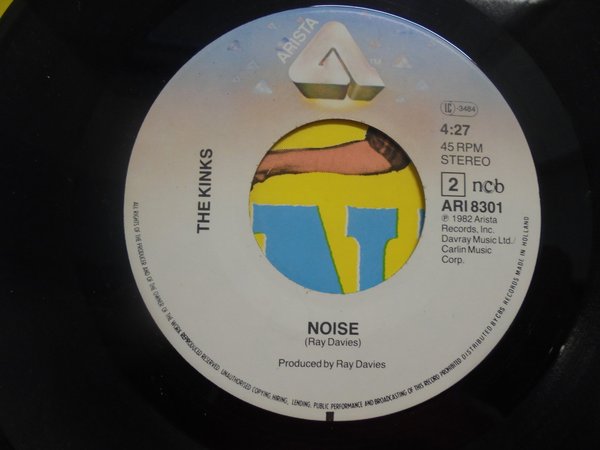 ARISTA
TM
LC-3484
4:27
45 RPM
STEREO
2 ncb
ARI 8301
℗ 1982 Arista
Records, Inc.
Davray Music Ltd./
Carlin Music
Corp.
THE KINKS
NOISE
(Ray Davies)
Produced by Ray Davies
ALL RIGHTS OF THE PRODUCER AND OF THE OWNER OF THE WORK REPRODUCED RESERVED. UNAUTHORISED COPYING, HIRING, LENDING, PUBLIC PERFORMANCE AND BROADCASTING OF THIS RECORD PROHIBITED. DISTRIBUTED BY CBS RECORDS MADE IN HOLLAND